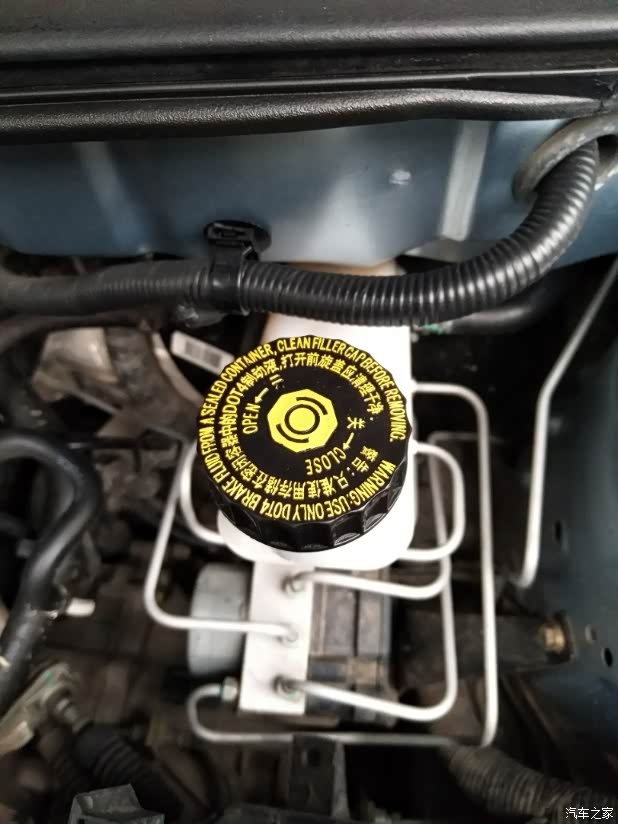 WARNING: USE ONLY DOT4 BRAKE FLUID FROM A SEALED CONTAINER, CLEAN FILLER CAP BEFORE REMOVING.
警告：只准使用存储在密闭容器中的DOT4制动液,打开前旋盖应清理干净.
OPEN ← 开
关 → CLOSE
汽车之家